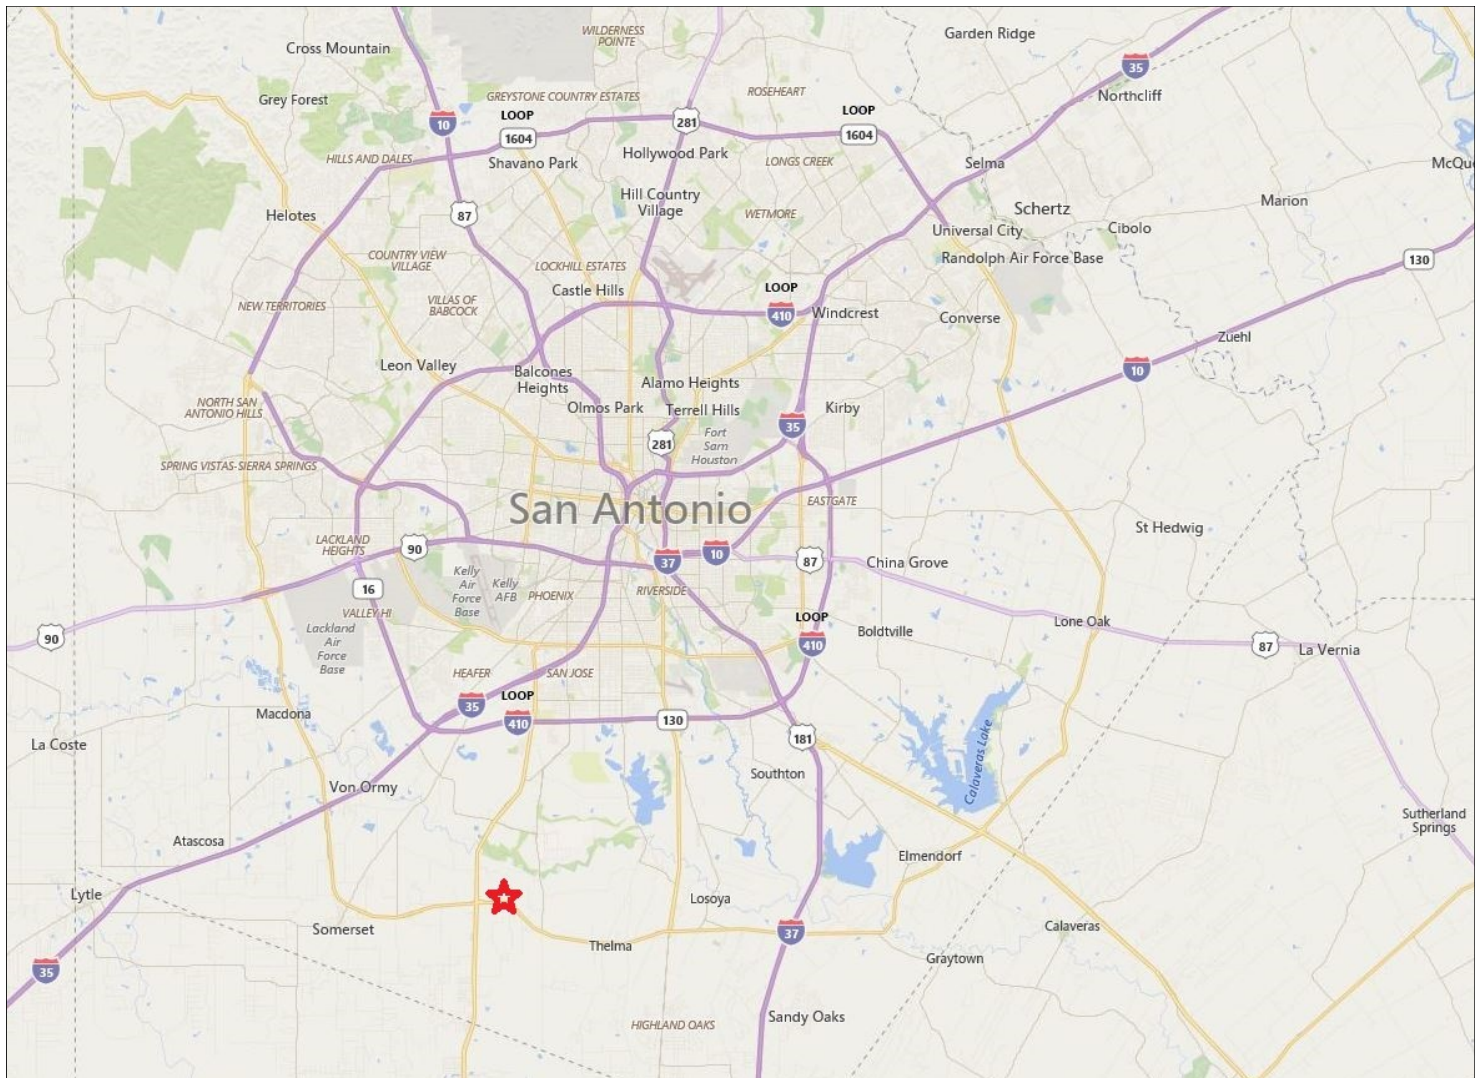 WILDERNESS
POINTE
Garden Ridge
Cross Mountain
35
Northcliff
Grey Forest
GREYSTONE COUNTRY ESTATES
ROSEHEART
LOOP
LOOP
10
281
1604
1604
HILLS AND DALES
Shavano Park
Hollywood Park
LONGS CREEK
Selma
McQu
Hill Country
Village
Helotes
87
WETMORE
Schertz
Marion
Universal City
Cibolo
COUNTRY VIEW
VILLAGE
LOCKHILL ESTATES
Randolph Air Force Base
130
Castle Hills
LOOP
NEW TERRITORIES
VILLAS OF
BABCOCK
410
Windcrest
Converse
Zuehl
Leon Valley
Balcones
Heights
Alamo Heights
10
NORTH SAN
ANTONIO HILLS
Olmos Park
Terrell Hills
Kirby
281
Fort
Sam
Houston
35
SPRING VISTAS-SIERRA SPRINGS
San Antonio
EASTGATE
St Hedwig
LACKLAND
HEIGHTS
90
37
10
87
China Grove
16
Kelly
Air
Force
Base
Kelly
AFB
PHOENIX
RIVERSIDE
VALLEY HI
Lackland
Air
Force
Base
LOOP
410
Boldtville
Lone Oak
90
87
La Vernia
HEAFER
SAN JOSE
35
LOOP
410
130
Macdona
La Coste
181
Southton
Calaveras Lake
Von Ormy
Sutherland
Springs
Atascosa
Elmendorf
Lytle
Losoya
Somerset
Thelma
37
Calaveras
Graytown
35
Sandy Oaks
HIGHLAND OAKS